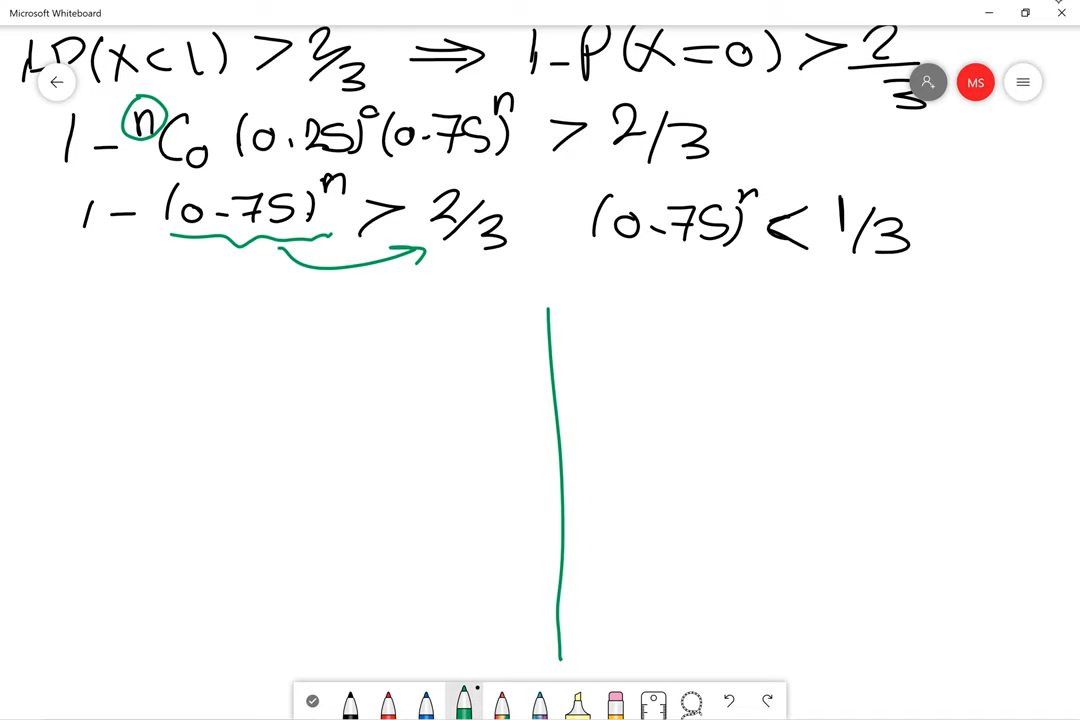 Microsoft Whiteboard
1-P(X<1) > 2/3 ⟹ 1-P(X=0) > 2/3
MS
1 - ⁿC₀ (0.25)⁰(0.75)ⁿ > 2/3
1 - (0.75)ⁿ > 2/3 (0.75)ⁿ < 1/3